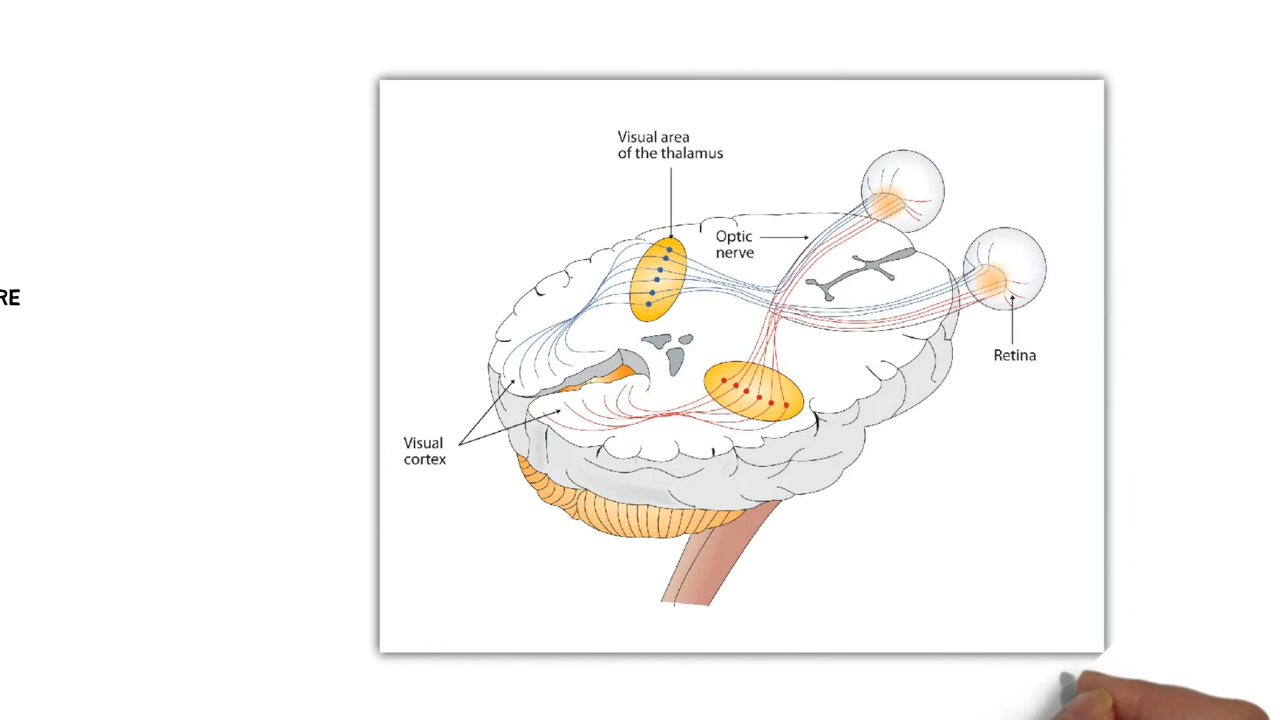 RE
Visual area
of the thalamus
Optic
nerve
Retina
Visual
cortex